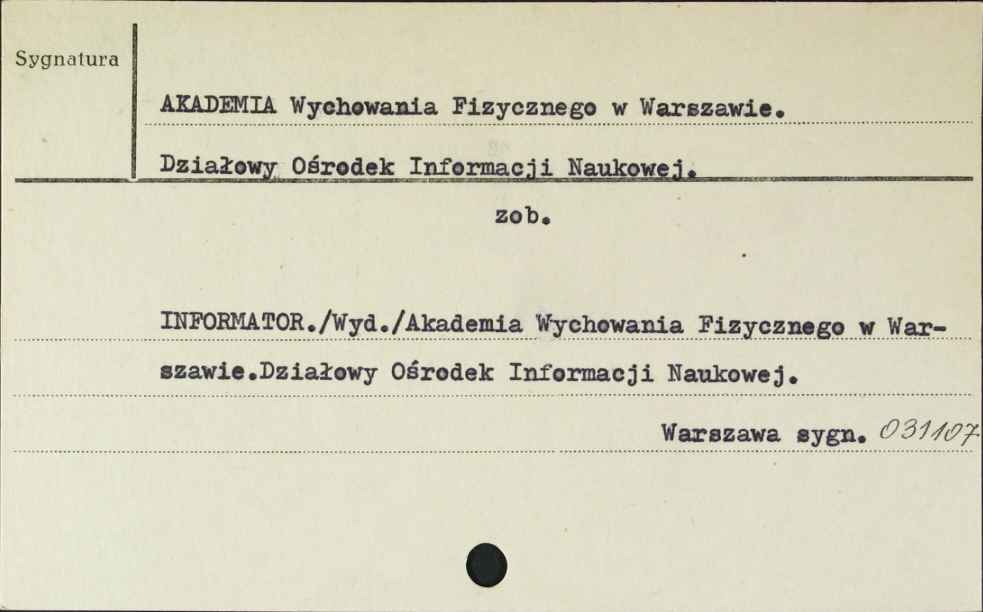 Sygnatura
AKADEMIA Wychowania Fizycznego w Warszawie.
Działowy Ośrodek Informacji Naukowej.
zob.
INFORMATOR./Wyd./Akademia Wychowania Fizycznego w War-
szawie.Działowy Ośrodek Informacji Naukowej.
Warszawa sygn. 031107